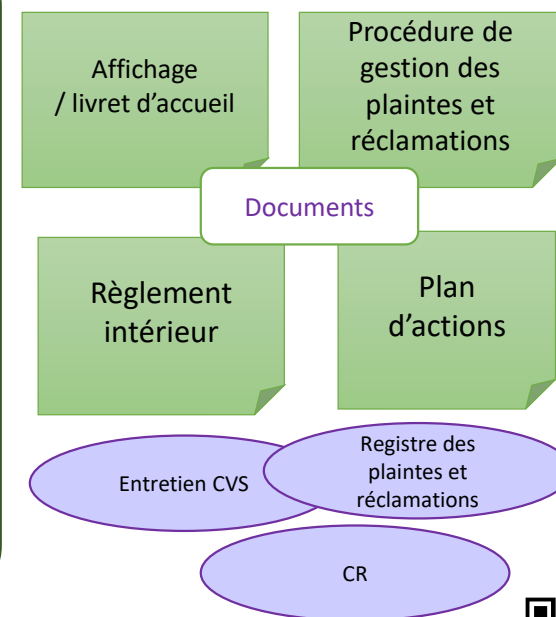 Affichage
/ livret d’accueil
Procédure de
gestion des
plaintes et
réclamations
Documents
Règlement
intérieur
Plan
d’actions
Entretien CVS
Registre des
plaintes et
réclamations
CR